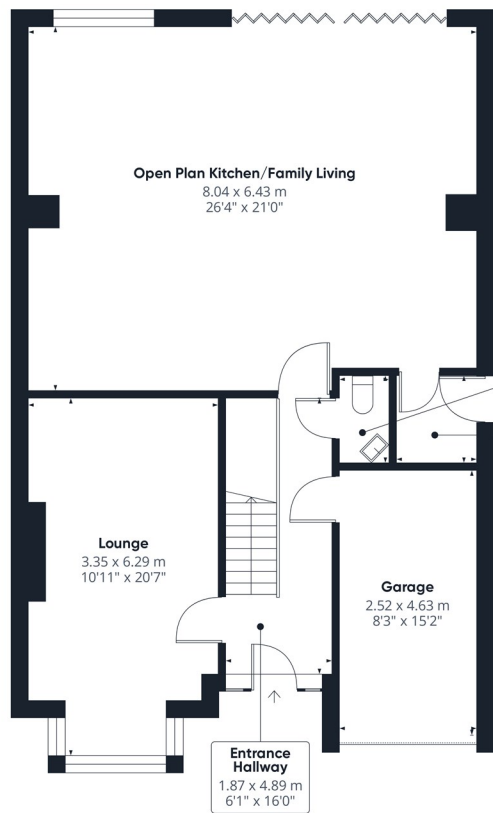 Open Plan Kitchen/Family Living
8.04 x 6.43 m
26'4" x 21'0"
Lounge
3.35 x 6.29 m
10'11" x 20'7"
Garage
2.52 x 4.63 m
8'3" x 15'2"
Entrance
Hallway
1.87 x 4.89 m
6'1" x 16'0"